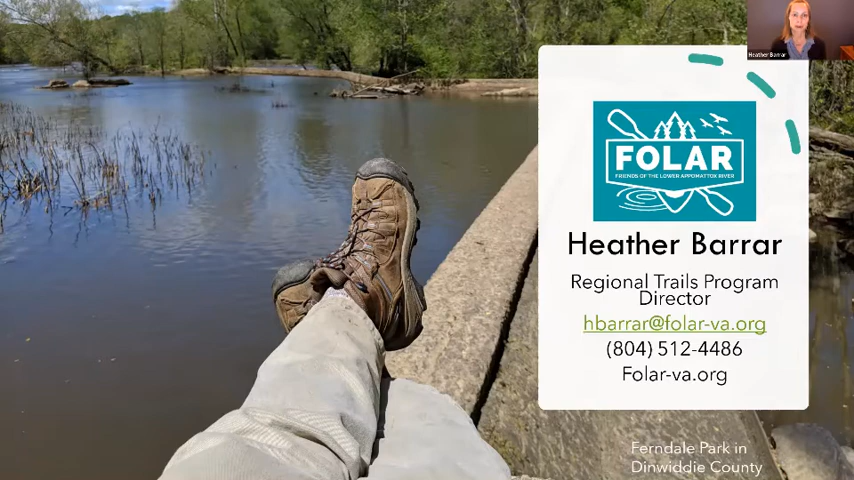 Heather Barrar
FOLAR
FRIENDS OF THE LOWER APPOMATTOX RIVER
Heather Barrar
Regional Trails Program
Director
hbarrar@folar-va.org
(804) 512-4486
Folar-va.org
Ferndale Park in
Dinwiddie County